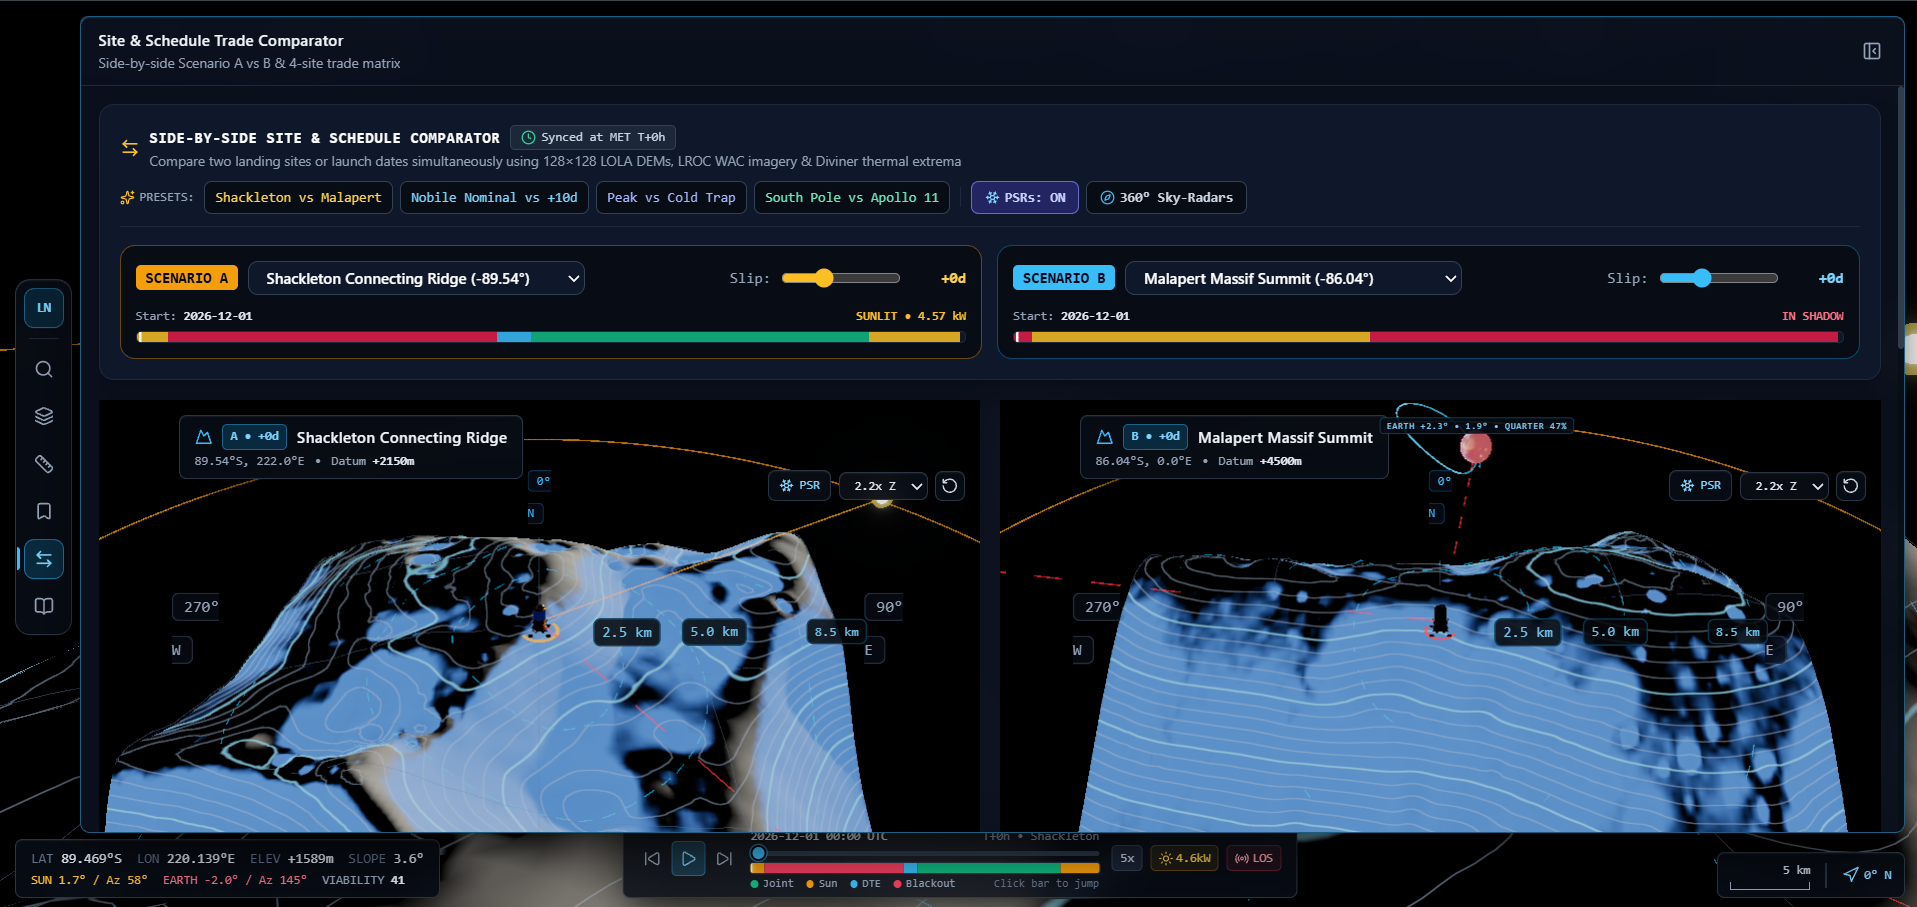 Site & Schedule Trade Comparator
Side-by-side Scenario A vs B & 4-site trade matrix
SIDE-BY-SIDE SITE & SCHEDULE COMPARATOR
Synced at MET T+0h
Compare two landing sites or launch dates simultaneously using 128×128 LOLA DEMs, LROC WAC imagery & Diviner thermal extrema
PRESETS:
Shackleton vs Malapert
Nobile Nominal vs +10d
Peak vs Cold Trap
South Pole vs Apollo 11
PSRs: ON
360° Sky-Radars
SCENARIO A
Shackleton Connecting Ridge (-89.54°)
Slip:
+0d
Start: 2026-12-01
SUNLIT • 4.57 kW
SCENARIO B
Malapert Massif Summit (-86.04°)
Slip:
+0d
Start: 2026-12-01
IN SHADOW
LN
A • +0d
Shackleton Connecting Ridge
89.54°S, 222.0°E • Datum +2150m
0°
N
PSR
2.2x Z
270°
W
2.5 km
5.0 km
8.5 km
90°
E
B • +0d
Malapert Massif Summit
86.04°S, 0.0°E • Datum +4500m
EARTH +2.3° • 1.9° • QUARTER 47%
0°
N
PSR
2.2x Z
270°
W
2.5 km
5.0 km
8.5 km
90°
E
LAT 89.469°S LON 220.139°E ELEV +1589m SLOPE 3.6°
SUN 1.7° / Az 58° EARTH -2.0° / Az 145° VIABILITY 41
2026-12-01 00:00 UTC
T+0h • Shackleton
Joint
Sun
DTE
Blackout
Click bar to jump
5x
4.6kW
LOS
5 km
0° N